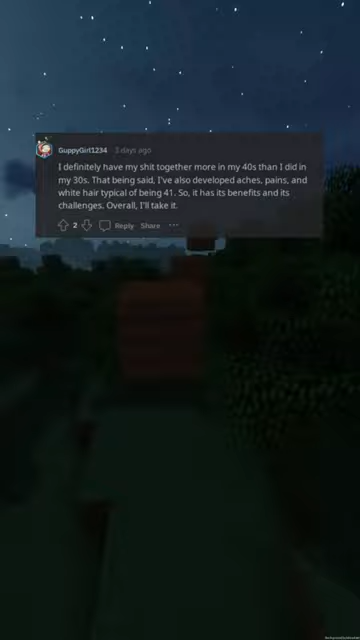 GuppyGirl1234 3 days ago
I definitely have my shit together more in my 40s than I did in
my 30s. That being said, I've also developed aches, pains, and
white hair typical of being 41. So, it has its benefits and its
challenges. Overall, I'll take it.
2 Reply Share